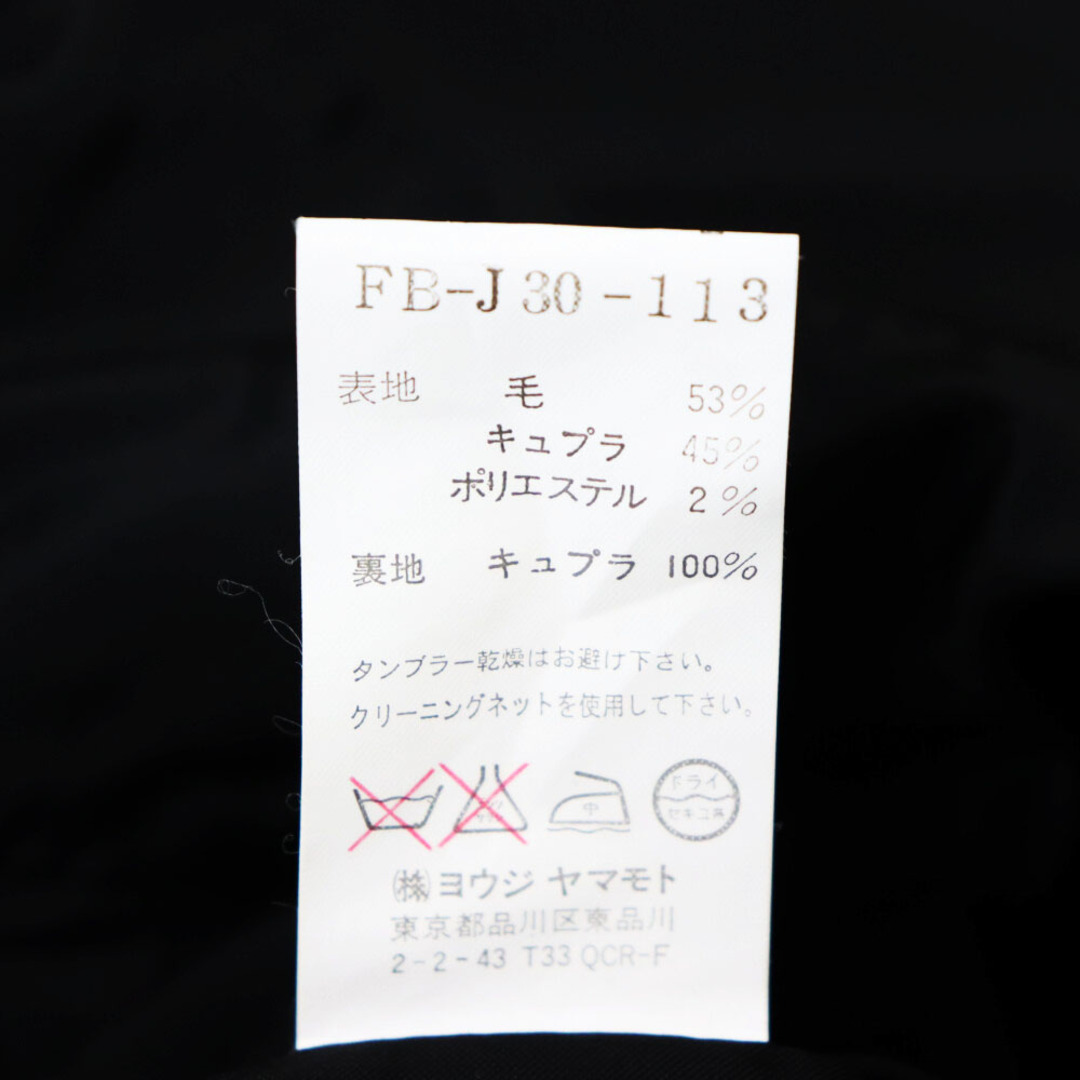 FB-J30-113
表地 毛 53%
キュプラ 45%
ポリエステル 2%
裏地 キュプラ 100%
タンブラー乾燥はお避け下さい。
クリーニングネットを使用して下さい。
中
ドライ
セキユ系
㈱ヨウジ ヤマモト
東京都品川区東品川
2-2-43 T33 QCR-F